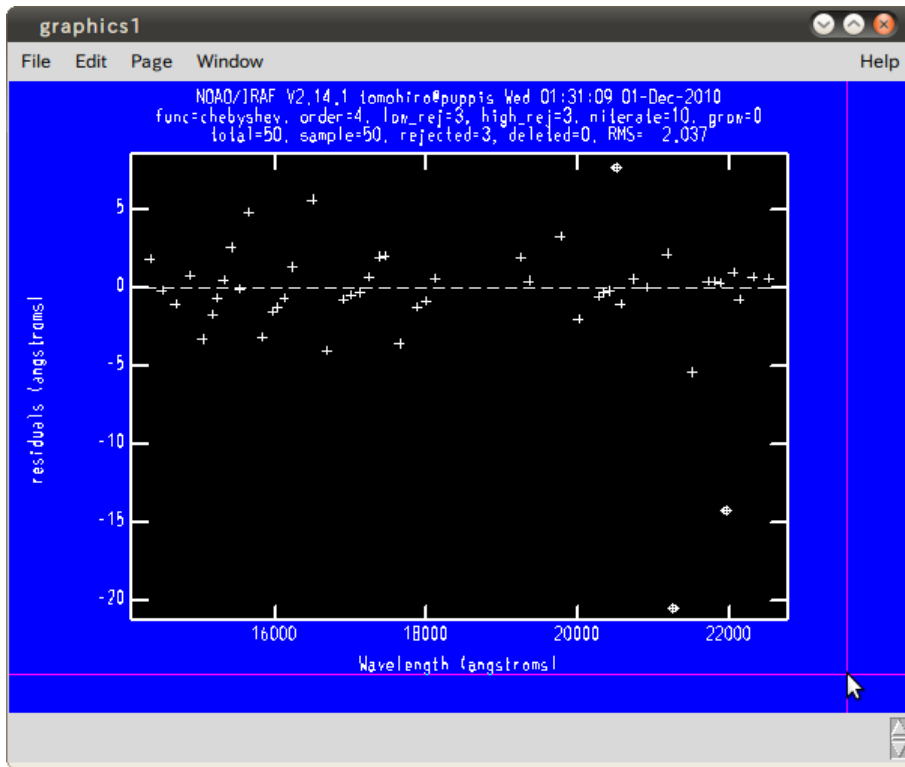 graphics1
File Edit Page Window Help
NOAO/IRAF V2.14.1 tomohiro@puppis Wed 01:31:09 01-Dec-2010
func=chebyshev, order=4, low_rej=3, high_rej=3, niterate=10, grow=0
total=50, sample=50, rejected=3, deleted=0, RMS= 2.037
5
0
-5
-10
-15
-20
residuals (angstroms)
16000 18000 20000 22000
Wavelength (angstroms)